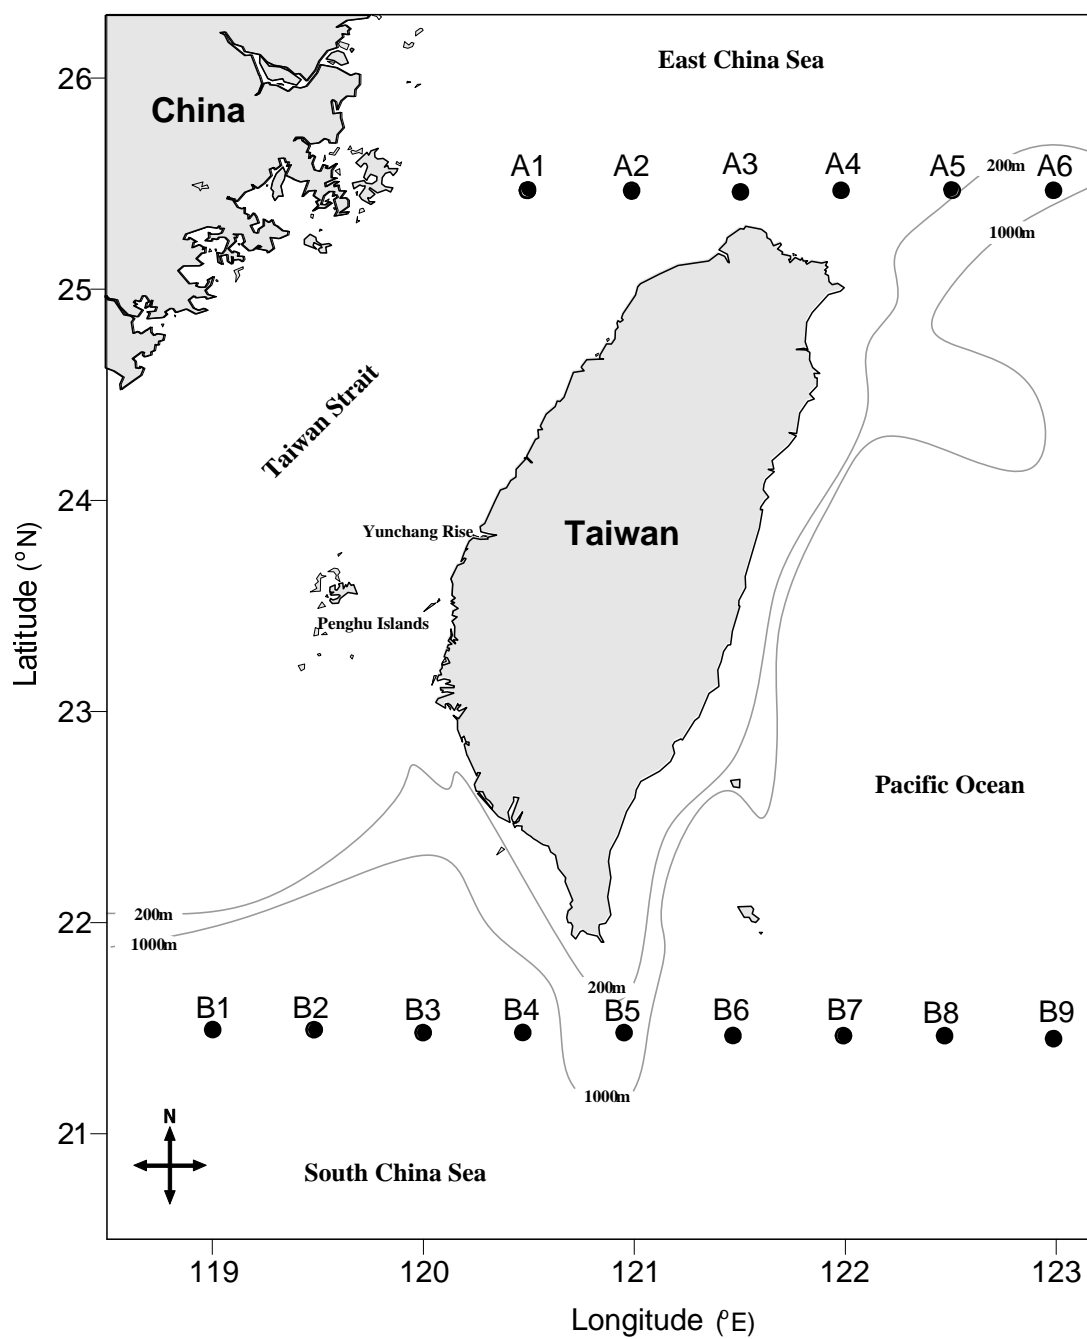 East China Sea
26
China
A1 A2 A3 A4 A5 200m A6
1000m
25
Taiwan Strait
24
Yunchang Rise
Taiwan
Penghu Islands
Latitude (°N)
23
Pacific Ocean
22
200m
1000m
200m
B1 B2 B3 B4 B5 B6 B7 B8 B9
1000m
N
21
South China Sea
119 120 121 122 123
Longitude (°E)